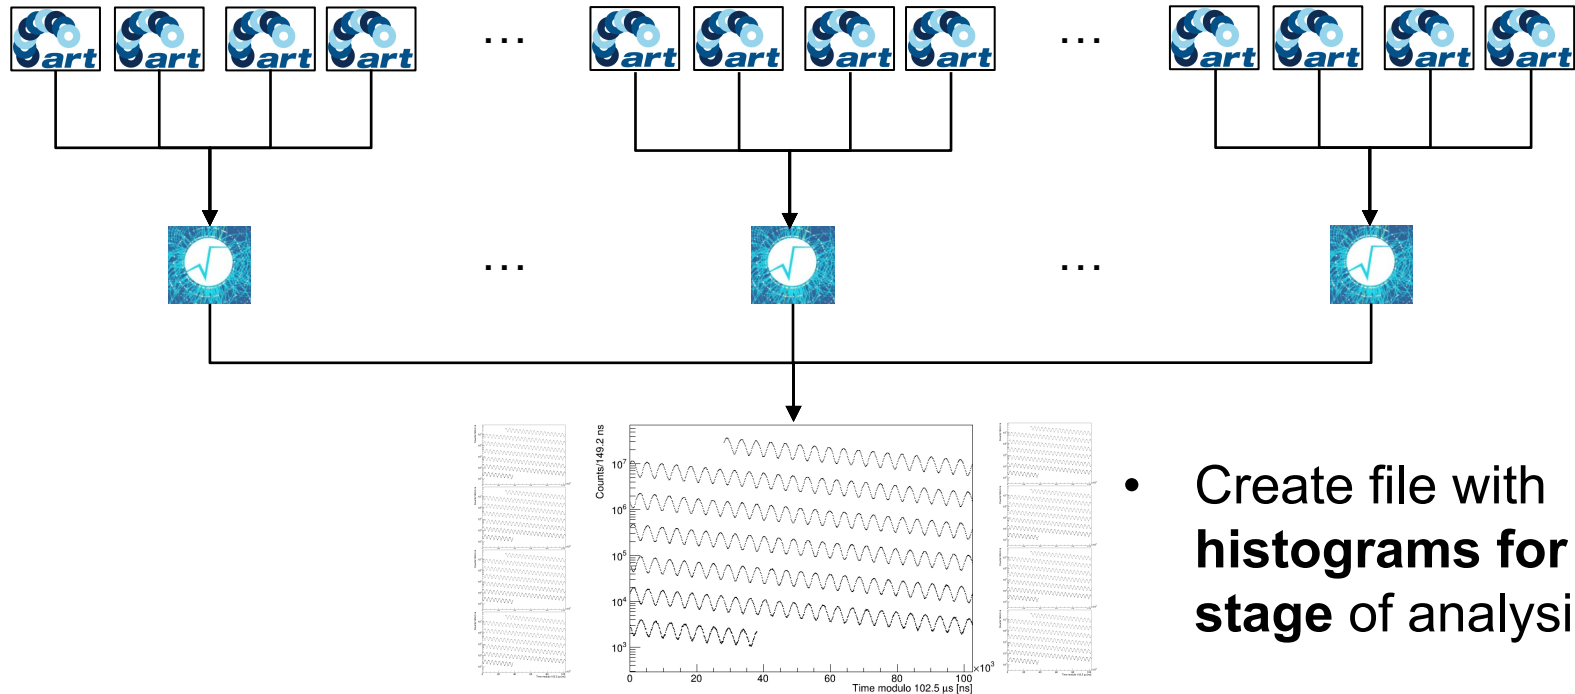 art art art art ... art art art art ... art art art art
... ...
Counts/149.2 ns
10⁷
10⁶
10⁵
10⁴
10³
0 20 40 60 80 100
×10³
Time modulo 102.5 µs [ns]
• Create file with
histograms for
stage of analysi